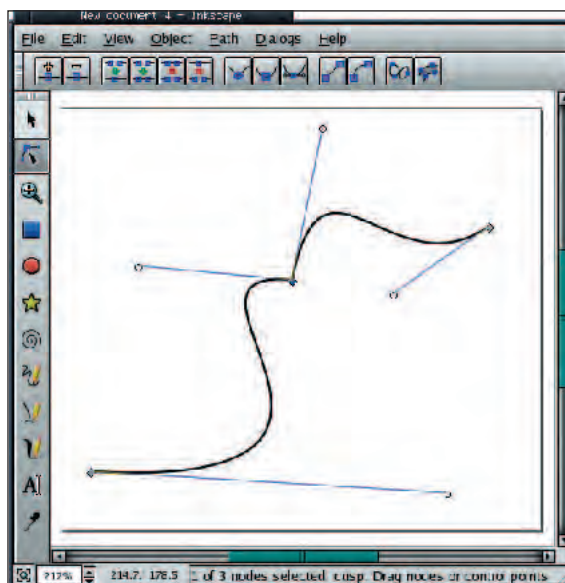 New document 4 – Inkscape
File Edit View Object Path Dialogs Help
A
212% 214.7, 178.5 1 of 3 nodes selected; cusp. Drag nodes or control points